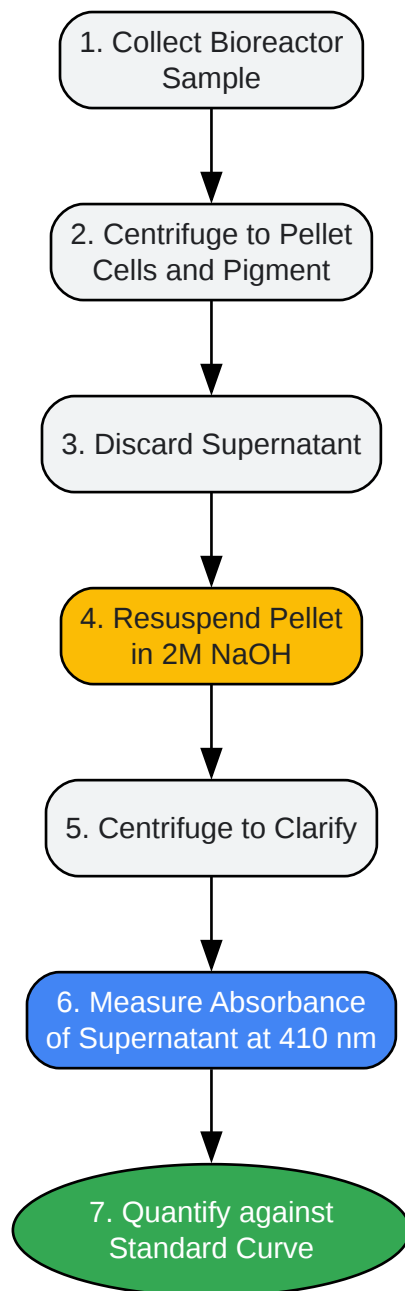 1. Collect Bioreactor
Sample
2. Centrifuge to Pellet
Cells and Pigment
3. Discard Supernatant
4. Resuspend Pellet
in 2M NaOH
5. Centrifuge to Clarify
6. Measure Absorbance
of Supernatant at 410 nm
7. Quantify against
Standard Curve